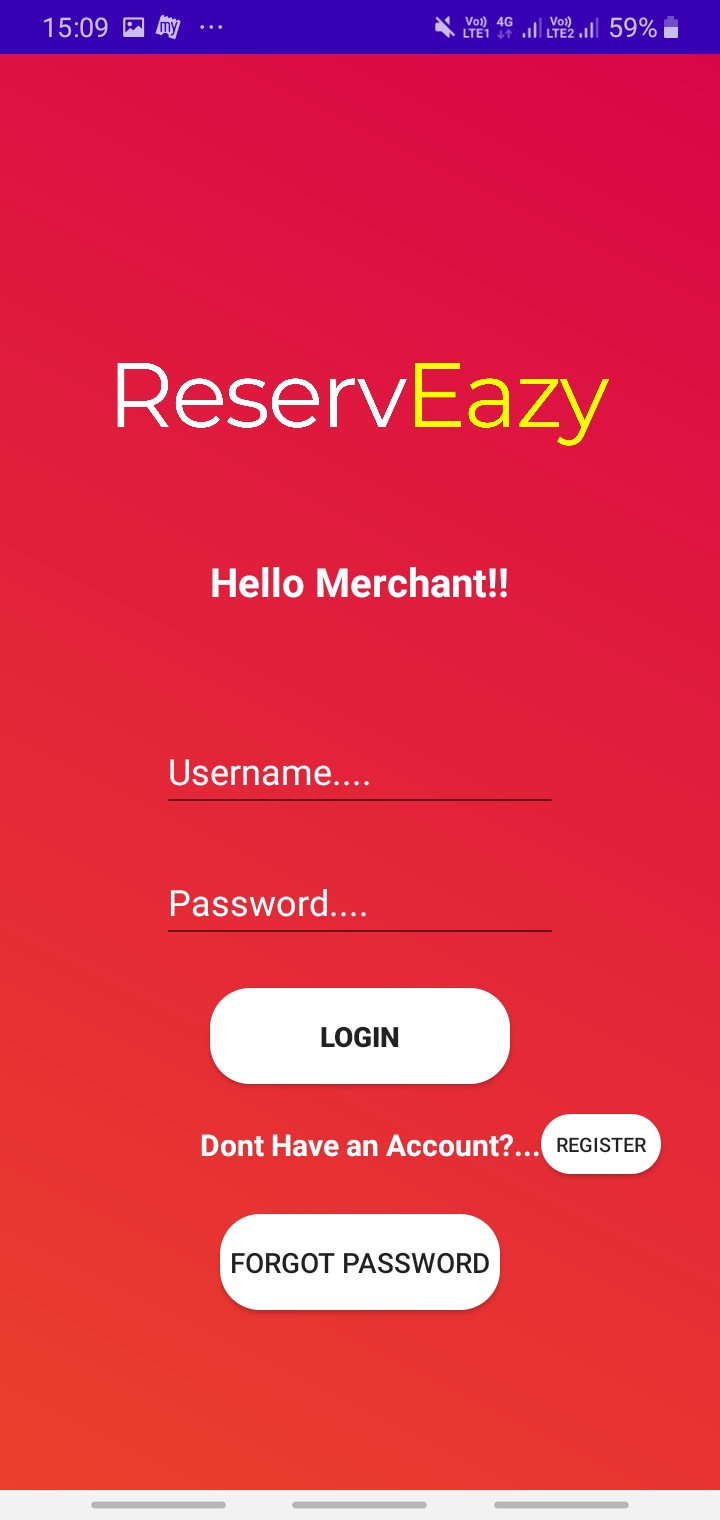 15:09 my ... Vo)) LTE1 4G Vo)) LTE2 59%
ReservEazy
Hello Merchant!!
Username....
Password....
LOGIN
Dont Have an Account?... REGISTER
FORGOT PASSWORD